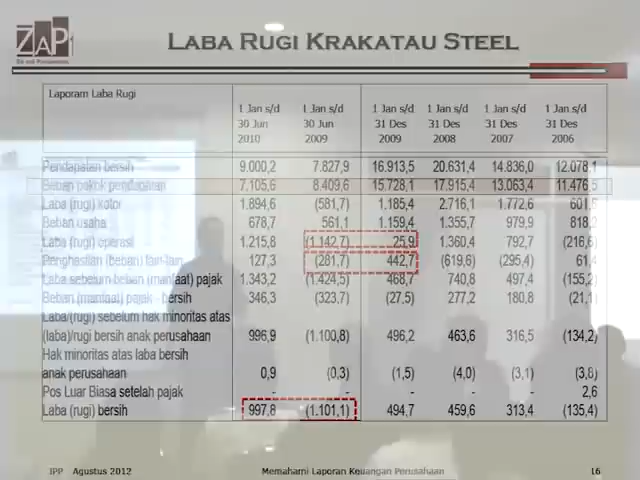 ZAP
LABA RUGI KRAKATAU STEEL
Laporan Laba Rugi 1 Jan s/d 30 Jun 2010 1 Jan s/d 30 Jun 2009 1 Jan s/d 31 Des 2009 1 Jan s/d 31 Des 2008 1 Jan s/d 31 Des 2007 1 Jan s/d 31 Des 2006
Pendapatan bersih 9.000,2 7.827,9 16.913,5 20.631,4 14.836,0 12.078,1
Beban pokok pendapatan 7.105,6 8.409,6 15.728,1 17.915,4 13.063,4 11.476,5
Laba (rugi) kotor 1.894,6 (581,7) 1.185,4 2.716,1 1.772,6 601,5
Beban usaha 678,7 561,1 1.159,4 1.355,7 979,9 818,2
Laba (rugi) operasi 1.215,8 (1.142,7) 25,9 1.360,4 792,7 (216,6)
Penghasilan (beban) lain-lain 127,3 (281,7) 442,7 (619,6) (295,4) 61,4
Laba sebelum beban (manfaat) pajak 1.343,2 (1.424,5) 468,7 740,8 497,4 (155,2)
Beban (manfaat) pajak - bersih 346,3 (323,7) (27,5) 277,2 180,8 (21,1)
Laba/(rugi) sebelum hak minoritas atas
(laba)/rugi bersih anak perusahaan 996,9 (1.100,8) 496,2 463,6 316,5 (134,2)
Hak minoritas atas laba bersih
anak perusahaan 0,9 (0,3) (1,5) (4,0) (3,1) (3,8)
Pos Luar Biasa setelah pajak - - - - - 2,6
Laba (rugi) bersih 997,8 (1.101,1) 494,7 459,6 313,4 (135,4)
IPP Agustus 2012 Memahami Laporan Keuangan Perusahaan 16